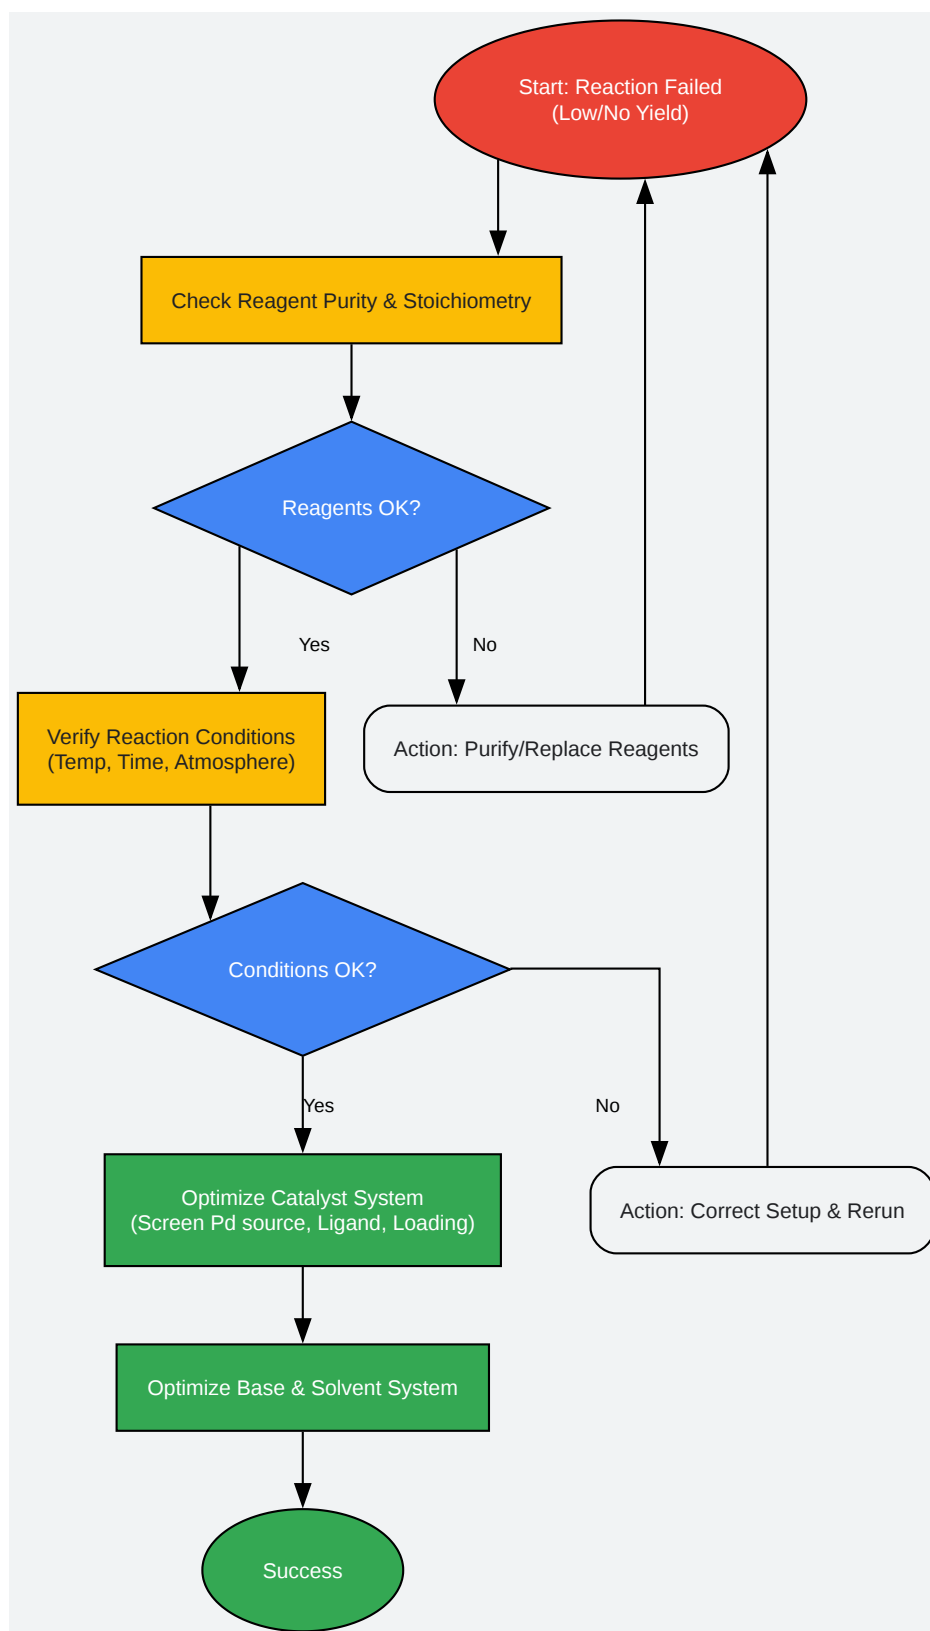 Start: Reaction Failed
(Low/No Yield)
Check Reagent Purity & Stoichiometry
Reagents OK?
Yes
No
Verify Reaction Conditions
(Temp, Time, Atmosphere)
Action: Purify/Replace Reagents
Conditions OK?
Yes
No
Optimize Catalyst System
(Screen Pd source, Ligand, Loading)
Action: Correct Setup & Rerun
Optimize Base & Solvent System
Success